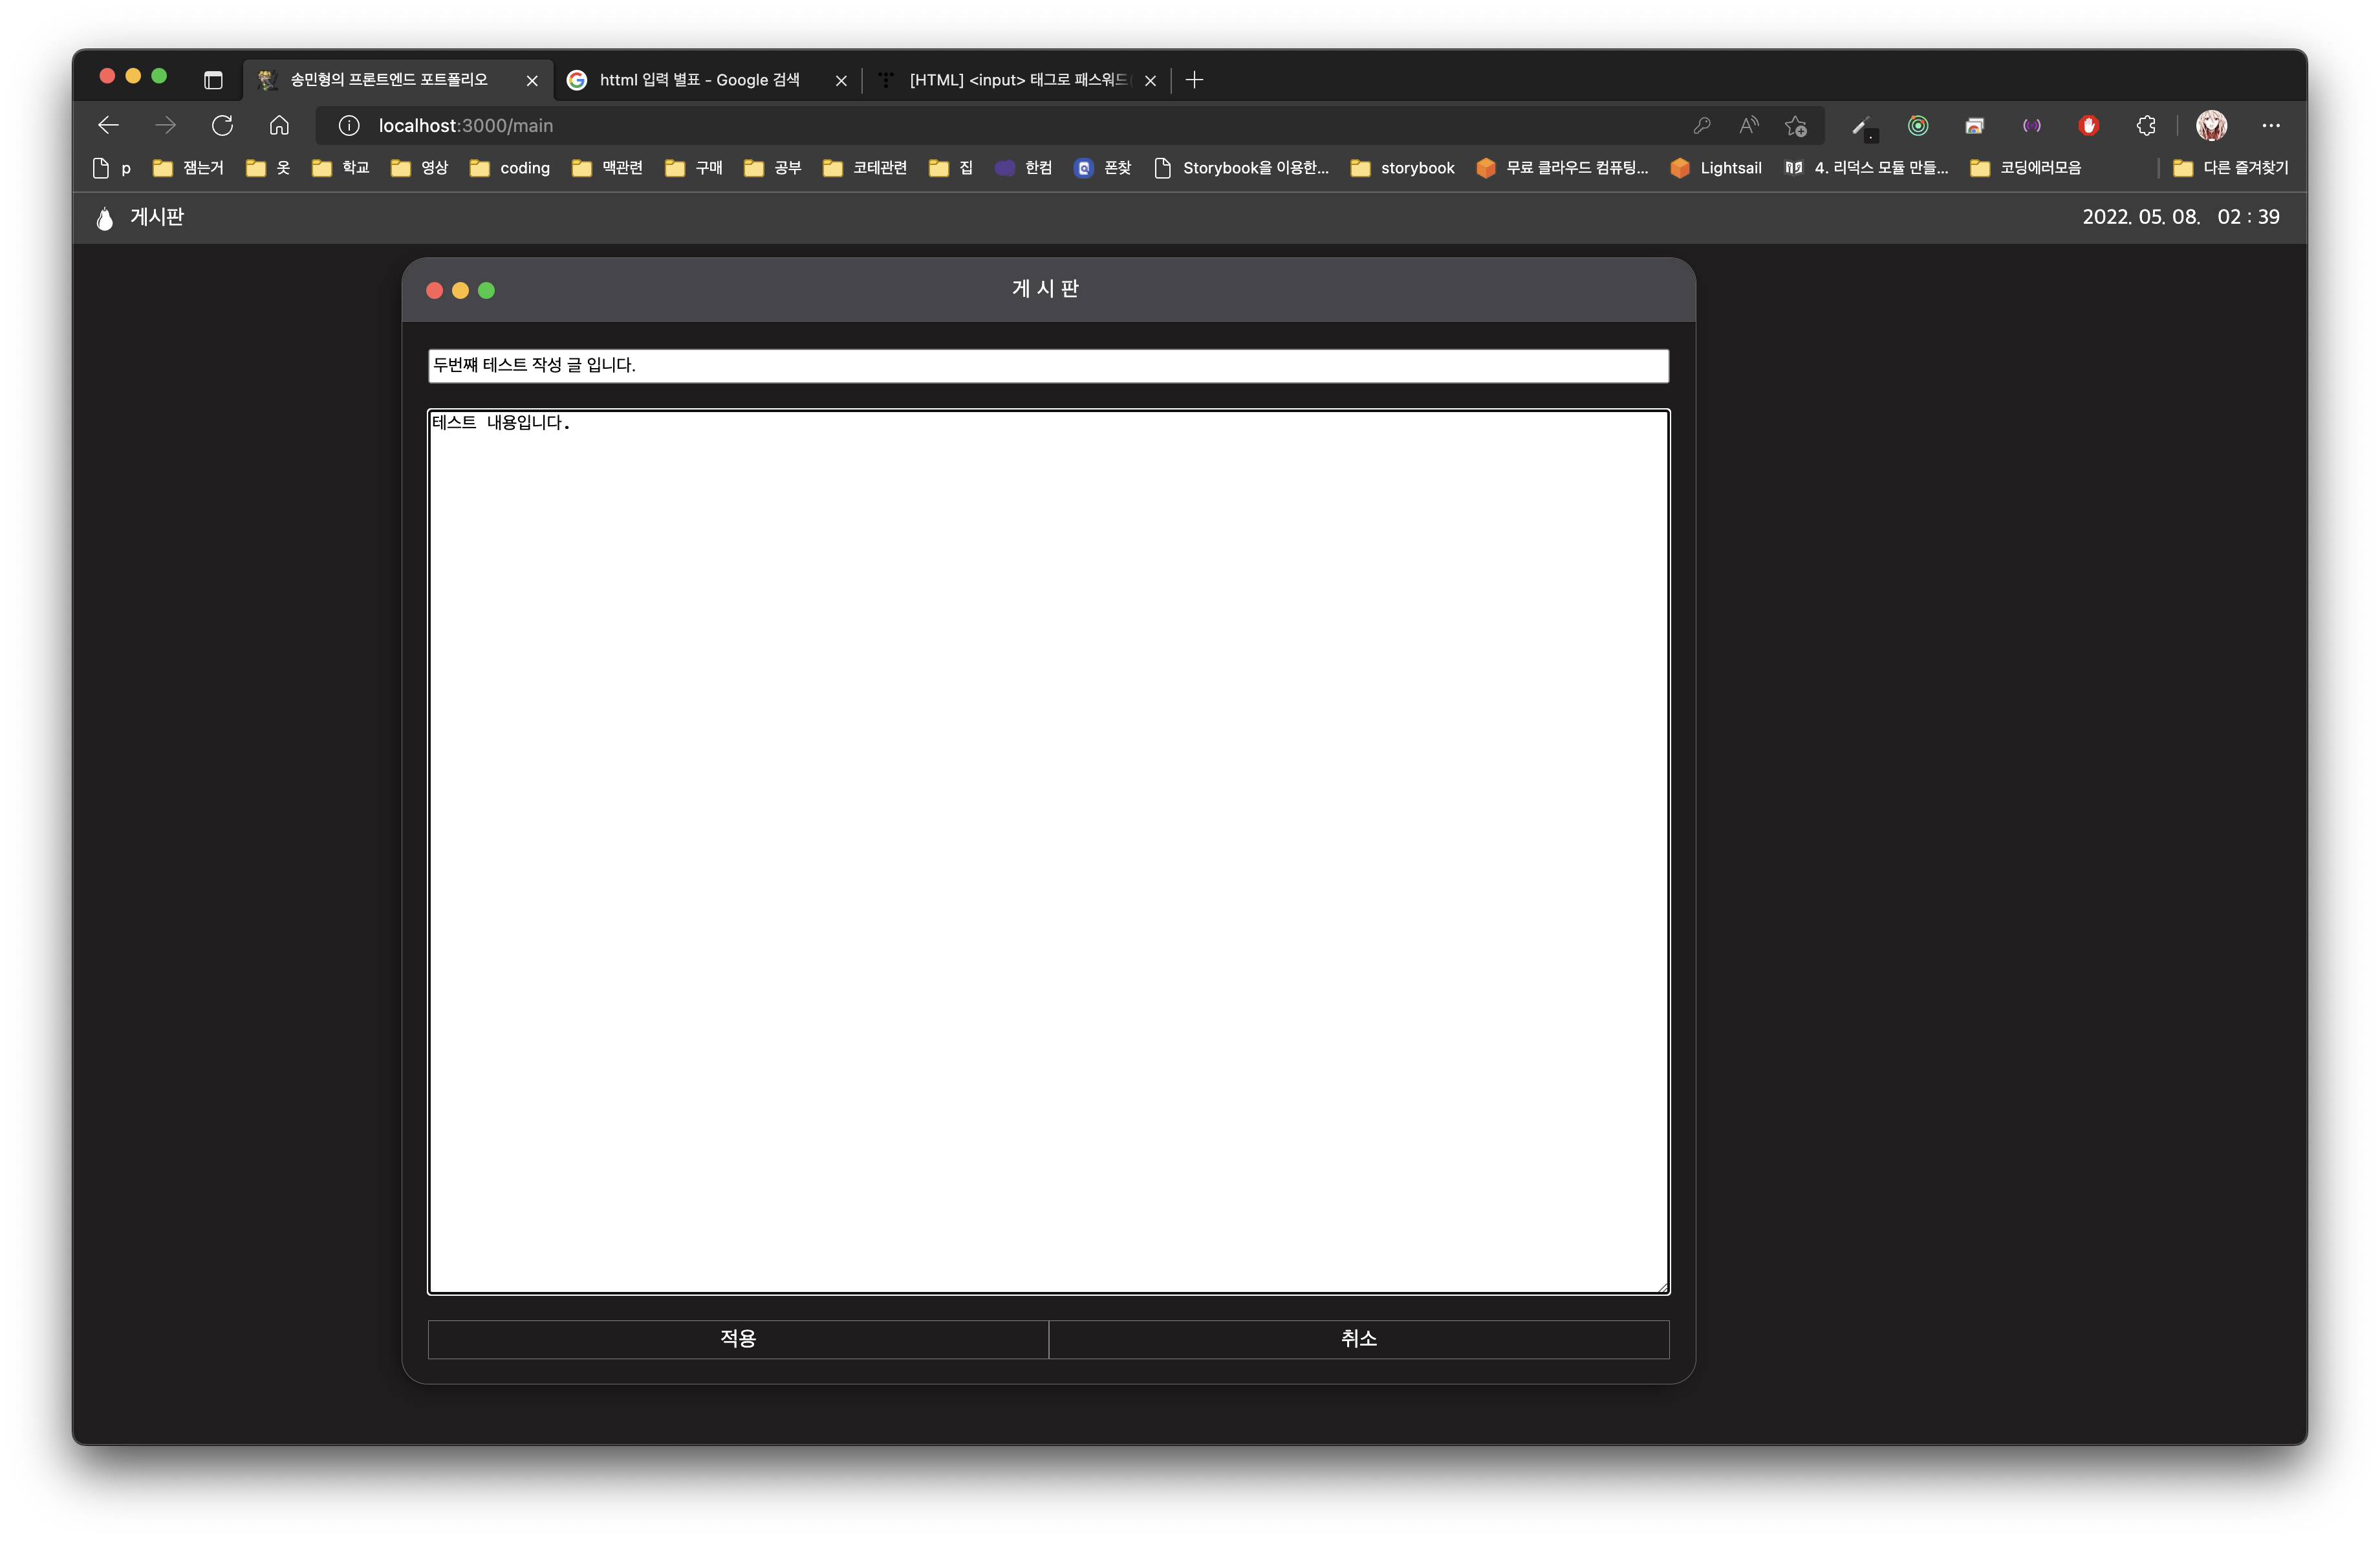 송민형의 프론트엔드 포트폴리오
httml 입력 별표 - Google 검색
[HTML] <input> 태그로 패스워드
localhost:3000/main
p 잼는거 옷 학교 영상 coding 맥관련 구매 공부 코테관련 집 한컴 폰찾 Storybook을 이용한... storybook 무료 클라우드 컴퓨팅... Lightsail 4. 리덕스 모듈 만들... 코딩에러모음 다른 즐겨찾기
게시판 2022. 05. 08. 02 : 39
게 시 판
두번쨰 테스트 작성 글 입니다.
테스트 내용입니다.
적용 취소